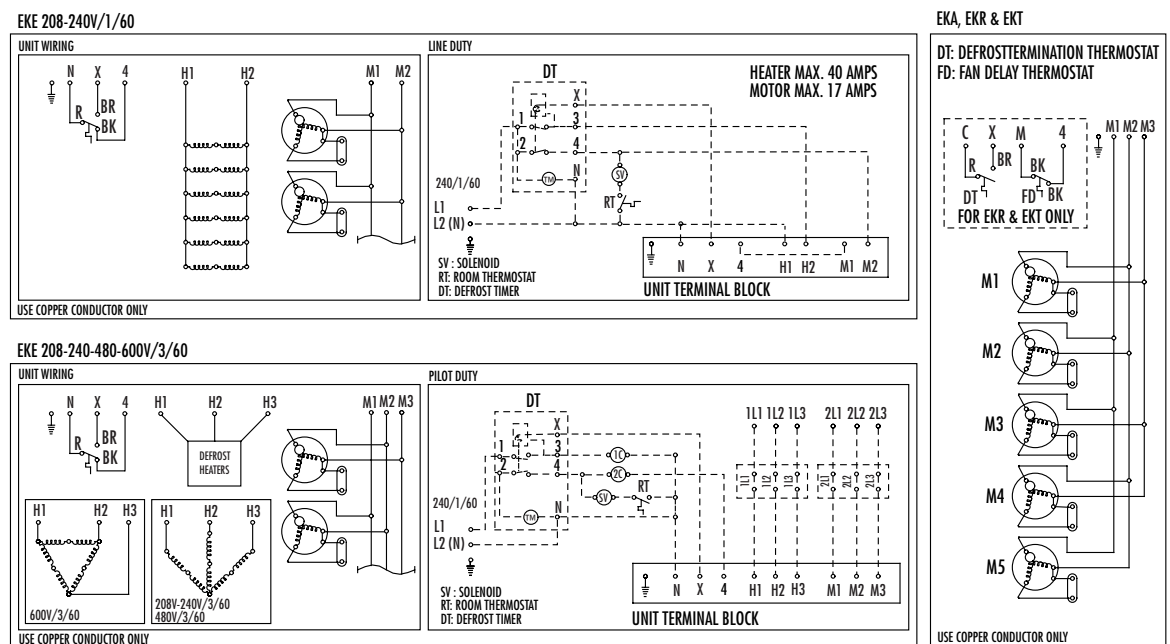 EKE 208-240V/1/60
UNIT WIRING
N X 4 H1 H2 M1 M2
R BR
BK
USE COPPER CONDUCTOR ONLY
LINE DUTY
DT
HEATER MAX. 40 AMPS
MOTOR MAX. 17 AMPS
X
1 3
2 4
N
TM
SV
RT
240/1/60
L1
L2 (N)
SV : SOLENOID
RT: ROOM THERMOSTAT
DT: DEFROST TIMER
N X 4 H1 H2 M1 M2
UNIT TERMINAL BLOCK
EKE 208-240-480-600V/3/60
UNIT WIRING
N X 4 H1 H2 H3 M1 M2 M3
R BR
BK
DEFROST
HEATERS
H1 H2 H3
600V/3/60
H1 H2 H3
208V-240V/3/60
480V/3/60
USE COPPER CONDUCTOR ONLY
PILOT DUTY
DT
1L1 1L2 1L3 2L1 2L2 2L3
X
1 3
2 4
N
TM
1C
2C
SV
RT
1L1 1L2 1L3 2L1 2L2 2L3
240/1/60
L1
L2 (N)
SV : SOLENOID
RT: ROOM THERMOSTAT
DT: DEFROST TIMER
N X 4 H1 H2 H3 M1 M2 M3
UNIT TERMINAL BLOCK
EKA, EKR & EKT
DT: DEFROSTTERMINATION THERMOSTAT
FD: FAN DELAY THERMOSTAT
C X M 4 M1 M2 M3
R BR BK
DT FD BK
FOR EKR & EKT ONLY
M1
M2
M3
M4
M5
USE COPPER CONDUCTOR ONLY